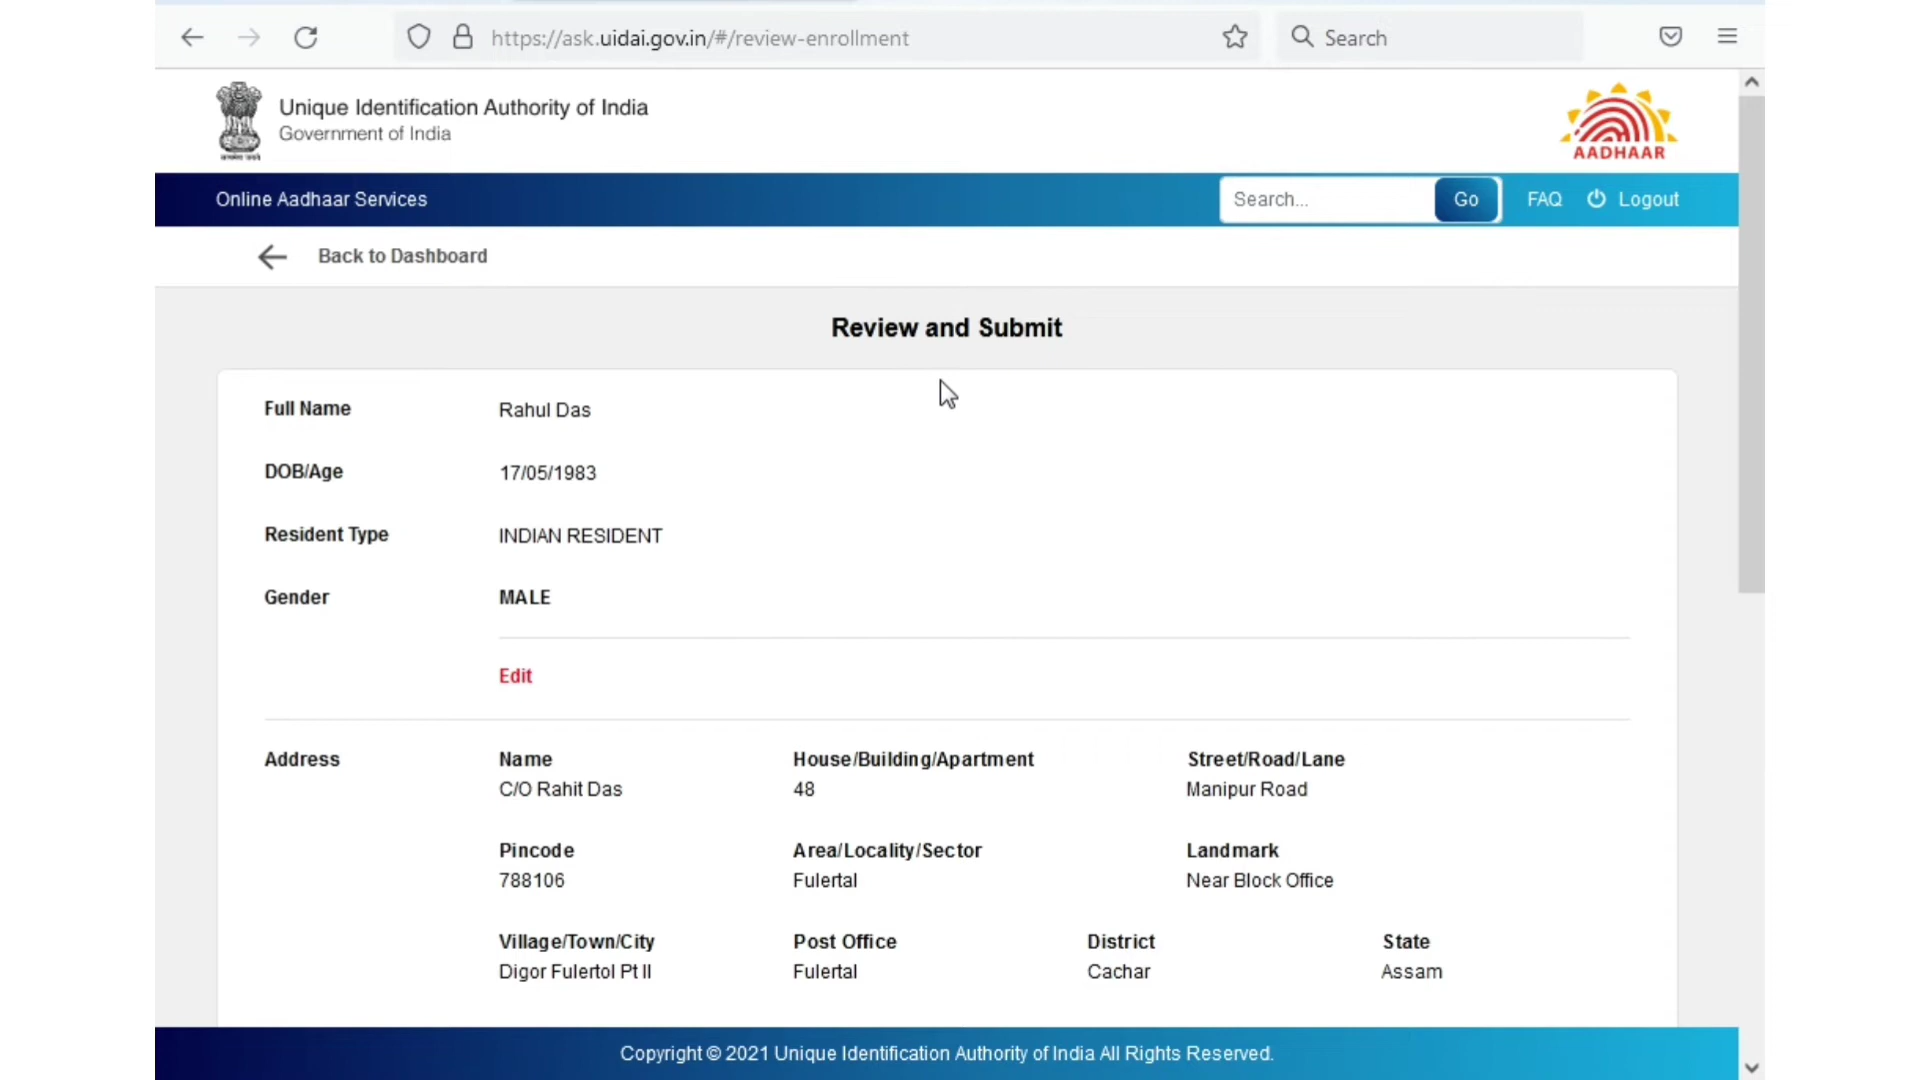 https://ask.uidai.gov.in/#/review-enrollment
Search
Unique Identification Authority of India
Government of India
AADHAAR
Online Aadhaar Services
Search...
Go
FAQ
Logout
Back to Dashboard
Review and Submit
Full Name Rahul Das
DOB/Age 17/05/1983
Resident Type INDIAN RESIDENT
Gender MALE
Edit
Address Name House/Building/Apartment Street/Road/Lane
C/O Rahit Das 48 Manipur Road
Pincode Area/Locality/Sector Landmark
788106 Fulertal Near Block Office
Village/Town/City Post Office District State
Digor Fulertol Pt II Fulertal Cachar Assam
Copyright © 2021 Unique Identification Authority of India All Rights Reserved.